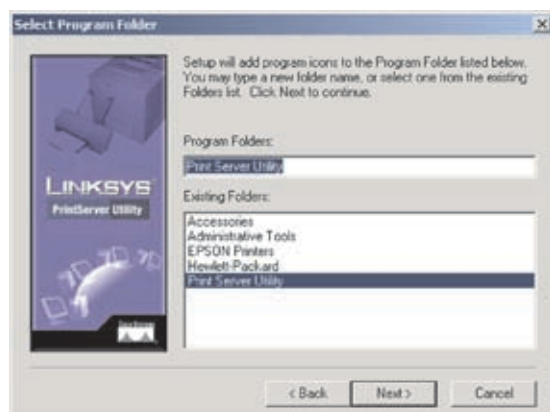 Select Program Folder
Setup will add program icons to the Program Folder listed below.
You may type a new folder name, or select one from the existing
Folders list. Click Next to continue.
Program Folders:
Print Server Utility
Existing Folders:
Accessories
Administrative Tools
EPSON Printers
Hewlett-Packard
Print Server Utility
LINKSYS
PrintServer Utility
< Back
Next >
Cancel